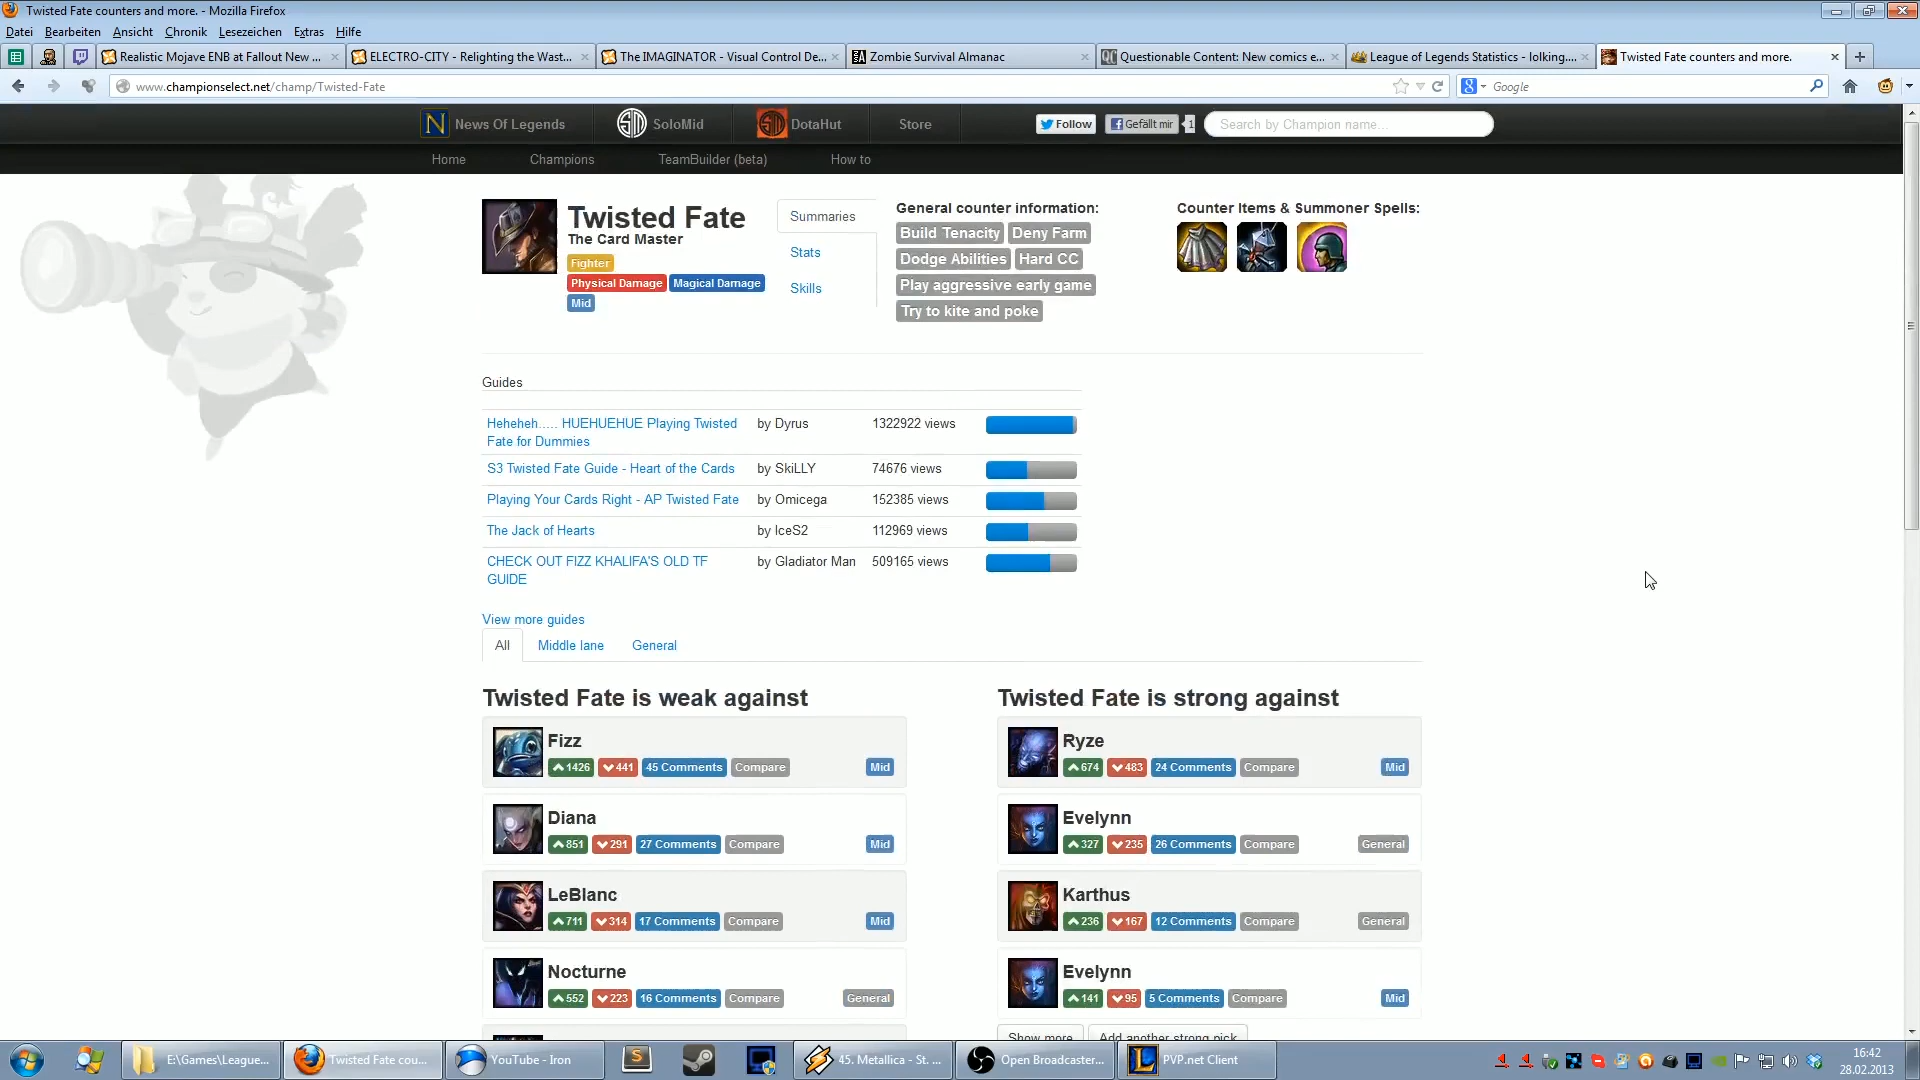 Twisted Fate counters and more. - Mozilla Firefox
Datei Bearbeiten Ansicht Chronik Lesezeichen Extras Hilfe
Realistic Mojave ENB at Fallout New ...
ELECTRO-CITY - Relighting the Wast...
The IMAGINATOR - Visual Control De...
Zombie Survival Almanac
Questionable Content: New comics e...
League of Legends Statistics - lolking....
Twisted Fate counters and more.
www.championselect.net/champ/Twisted-Fate
Google
News Of Legends SoloMid DotaHut Store Follow Gefällt mir 1 Search by Champion name...
Home Champions TeamBuilder (beta) How to
Twisted Fate
The Card Master
Fighter
Physical Damage Magical Damage
Mid
Summaries
Stats
Skills
General counter information:
Build Tenacity Deny Farm
Dodge Abilities Hard CC
Play aggressive early game
Try to kite and poke
Counter Items & Summoner Spells:
Guides
Heheheh..... HUEHUEHUE Playing Twisted
Fate for Dummies
by Dyrus 1322922 views
S3 Twisted Fate Guide - Heart of the Cards by SkiLLY 74676 views
Playing Your Cards Right - AP Twisted Fate by Omicega 152385 views
The Jack of Hearts by IceS2 112969 views
CHECK OUT FIZZ KHALIFA'S OLD TF
GUIDE
by Gladiator Man 509165 views
View more guides
All Middle lane General
Twisted Fate is weak against
Fizz
1426 441 45 Comments Compare Mid
Diana
851 291 27 Comments Compare Mid
LeBlanc
711 314 17 Comments Compare Mid
Nocturne
552 223 16 Comments Compare General
Twisted Fate is strong against
Ryze
674 483 24 Comments Compare Mid
Evelynn
327 235 26 Comments Compare General
Karthus
236 167 12 Comments Compare General
Evelynn
141 95 5 Comments Compare Mid
Show more Add another strong pick
E:\Games\League... Twisted Fate cou... YouTube - Iron 45. Metallica - St. ... Open Broadcaster... PVP.net Client
16:42
28.02.2013